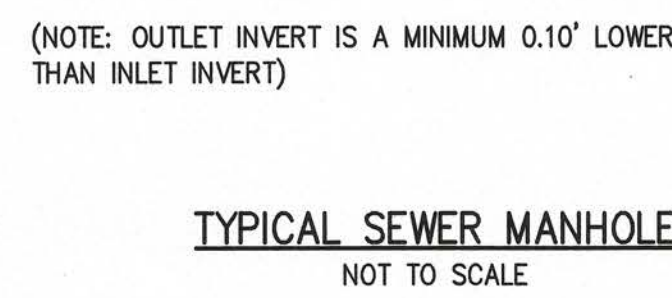 (NOTE: OUTLET INVERT IS A MINIMUM 0.10' LOWER
THAN INLET INVERT)
TYPICAL SEWER MANHOLE
NOT TO SCALE